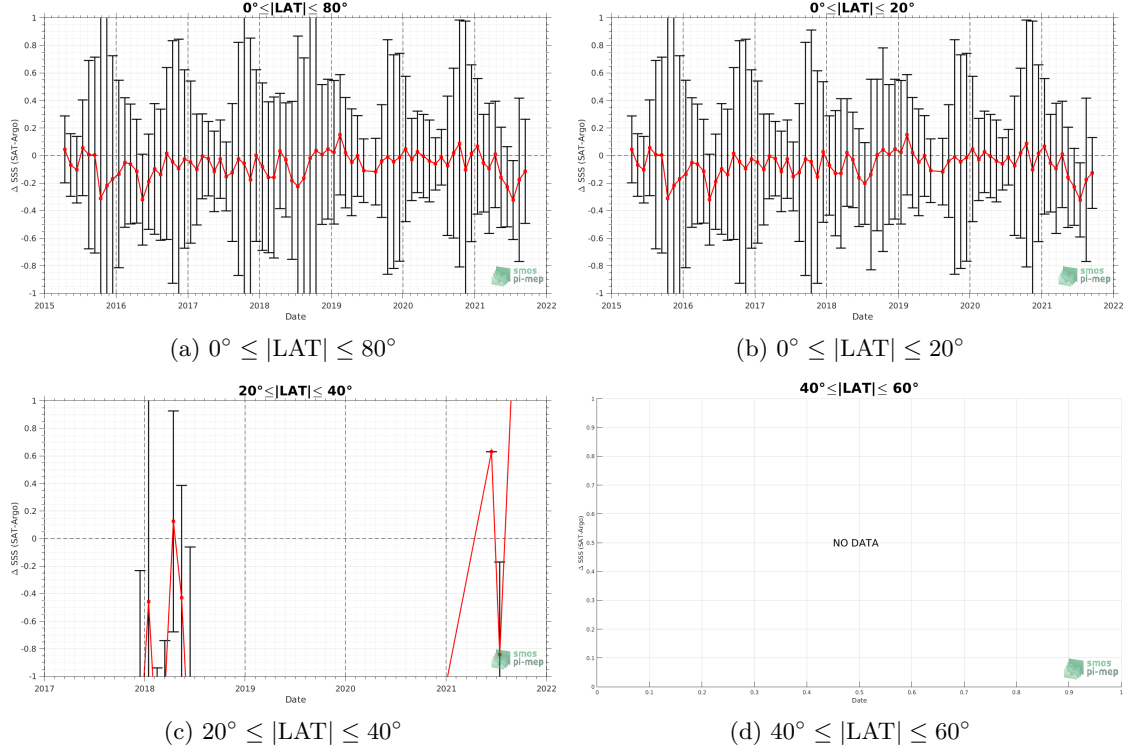 0°≤|LAT|≤ 80°
1
0.8
0.6
0.4
0.2
0
-0.2
-0.4
-0.6
-0.8
-1
Δ SSS (SAT-Argo)
2015 2016 2017 2018 2019 2020 2021 2022
Date
smos
pi-mep
(a) 0° ≤ |LAT| ≤ 80°
0°≤|LAT|≤ 20°
1
0.8
0.6
0.4
0.2
0
-0.2
-0.4
-0.6
-0.8
-1
Δ SSS (SAT-Argo)
2015 2016 2017 2018 2019 2020 2021 2022
Date
smos
pi-mep
(b) 0° ≤ |LAT| ≤ 20°
20°≤|LAT|≤ 40°
1
0.8
0.6
0.4
0.2
0
-0.2
-0.4
-0.6
-0.8
-1
Δ SSS (SAT-Argo)
2017 2018 2019 2020 2021 2022
Date
smos
pi-mep
(c) 20° ≤ |LAT| ≤ 40°
40°≤|LAT|≤ 60°
1
0.9
0.8
0.7
0.6
0.5
0.4
0.3
0.2
0.1
0
Δ SSS (SAT-Argo)
NO DATA
0 0.1 0.2 0.3 0.4 0.5 0.6 0.7 0.8 0.9 1
Date
smos
pi-mep
(d) 40° ≤ |LAT| ≤ 60°